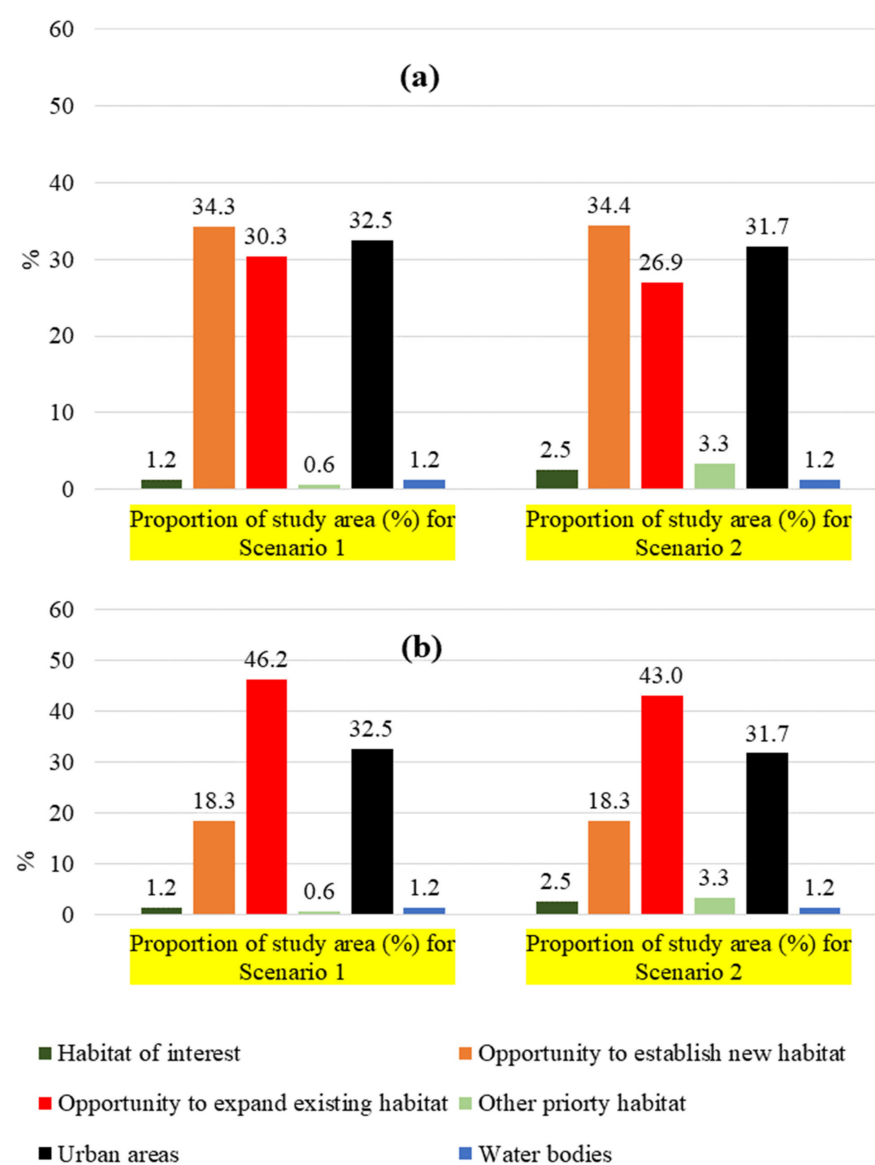 60
(a)
50
40
34.3
34.4
32.5
31.7
30.3
%
30
26.9
20
10
1.2
0.6
1.2
2.5
3.3
1.2
0
Proportion of study area (%) for
Scenario 1
Proportion of study area (%) for
Scenario 2
60
(b)
50
46.2
43.0
40
32.5
31.7
30
18.3
18.3
20
%
10
1.2
0.6
1.2
2.5
3.3
1.2
0
Proportion of study area (%) for
Scenario 1
Proportion of study area (%) for
Scenario 2
Habitat of interest
Opportunity to establish new habitat
Opportunity to expand existing habitat
Other priorty habitat
Urban areas
Water bodies